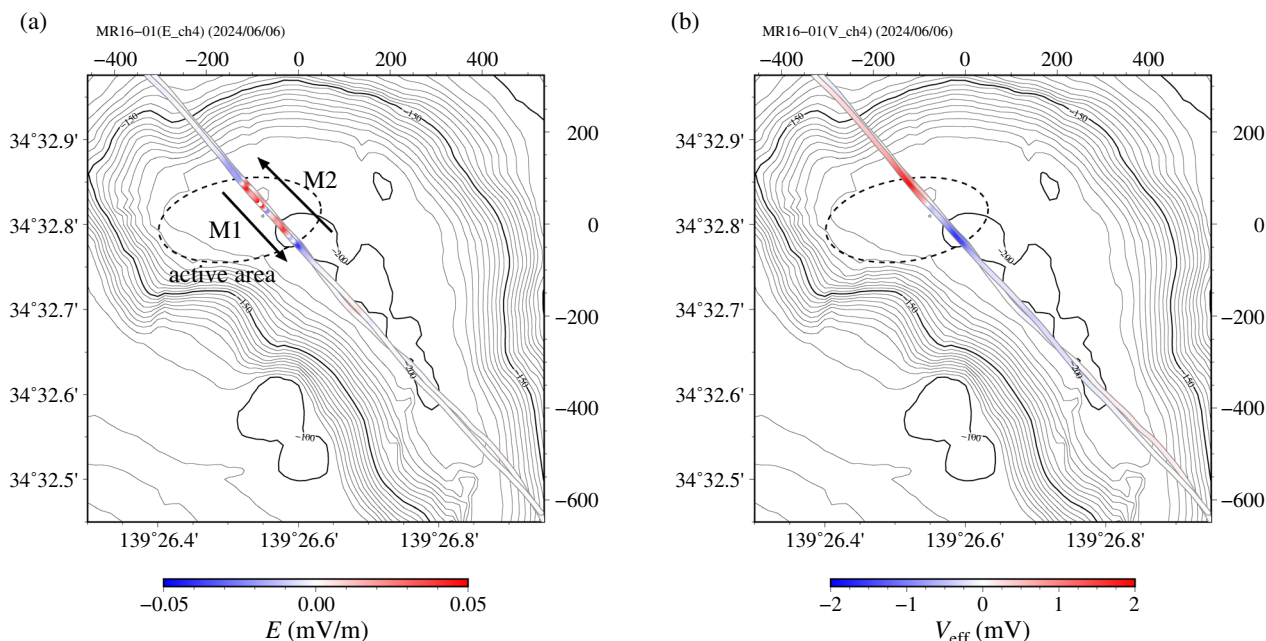 (a)
MR16−01(E_ch4) (2024/06/06)
−400 −200 0 200 400
34°32.9'
34°32.8'
34°32.7'
34°32.6'
34°32.5'
200
0
−200
−400
−600
−150
M2
M1
−200
active area
−150
−150
−200
−100
139°26.4' 139°26.6' 139°26.8'
−0.05 0.00 0.05
E (mV/m)
(b)
MR16−01(V_ch4) (2024/06/06)
−400 −200 0 200 400
34°32.9'
34°32.8'
34°32.7'
34°32.6'
34°32.5'
200
0
−200
−400
−600
−150
−200
−150
−150
−200
−100
139°26.4' 139°26.6' 139°26.8'
−2 −1 0 1 2
Veff (mV)